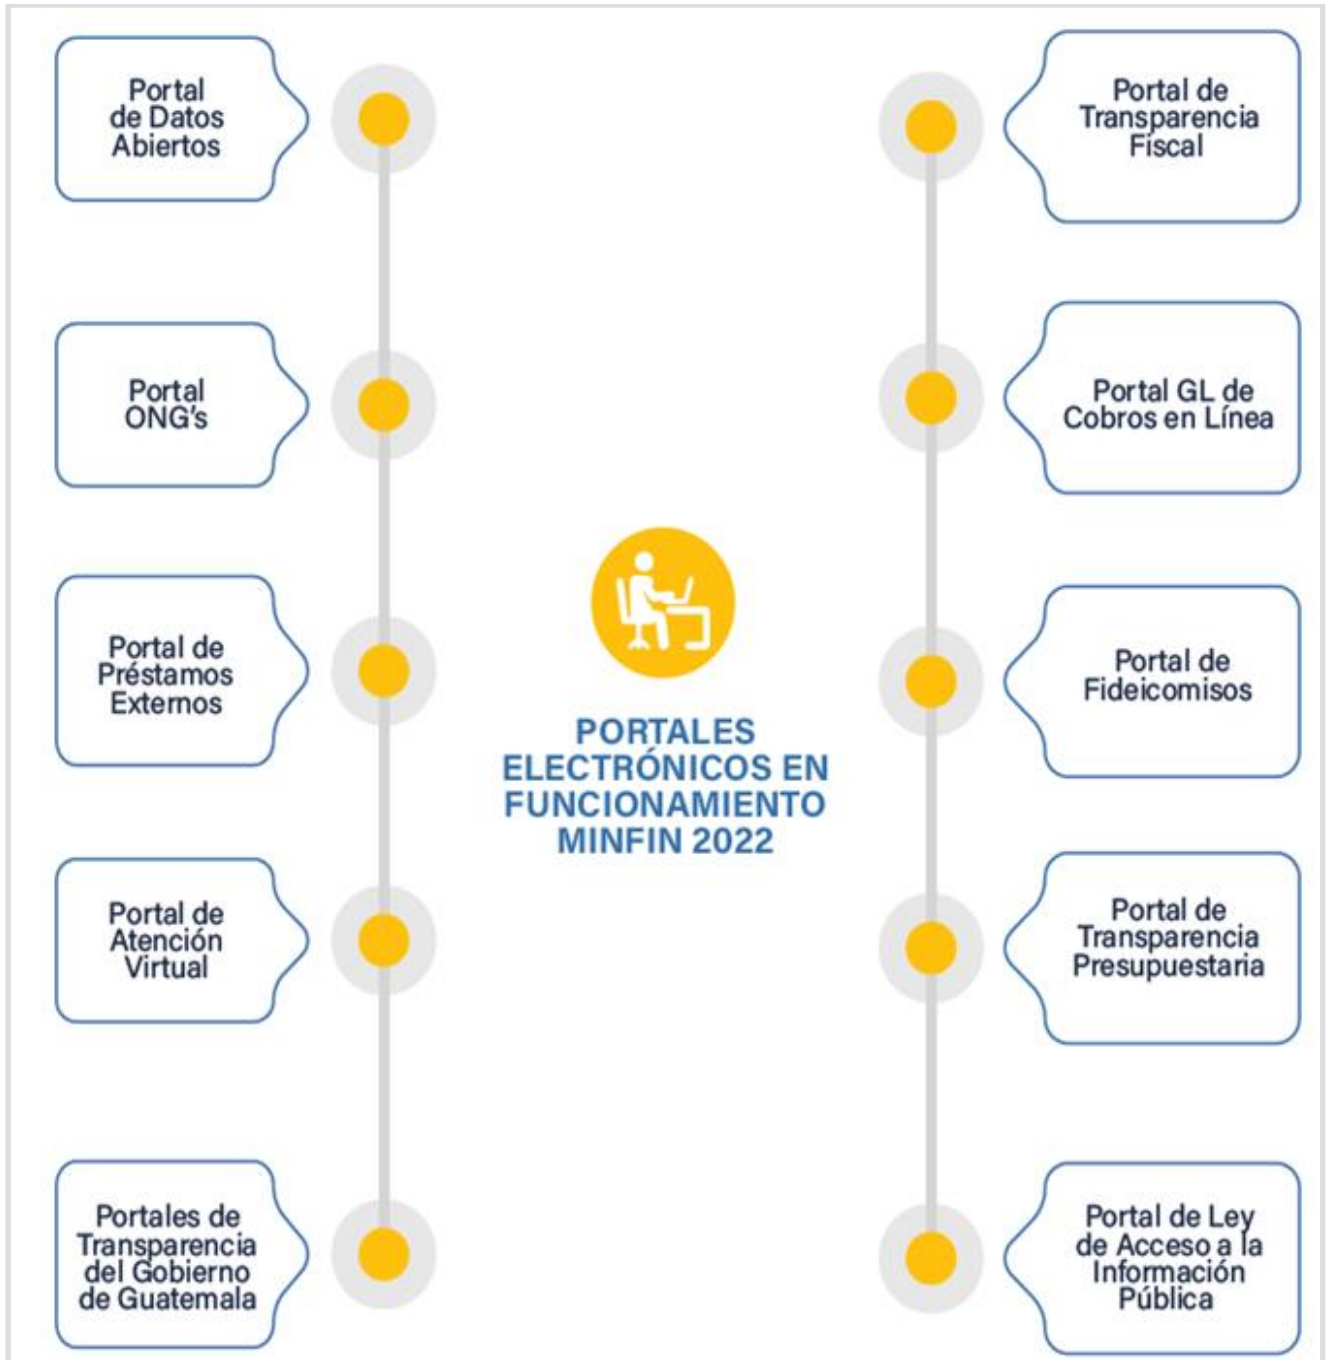 Portal
de Datos
Abiertos
Portal
ONG's
Portal de
Préstamos
Externos
Portal de
Atención
Virtual
Portales de
Transparencia
del Gobierno
de Guatemala
PORTALES
ELECTRÓNICOS EN
FUNCIONAMIENTO
MINFIN 2022
Portal de
Transparencia
Fiscal
Portal GL de
Cobros en Línea
Portal de
Fideicomisos
Portal de
Transparencia
Presupuestaria
Portal de Ley
de Acceso a la
Información
Pública